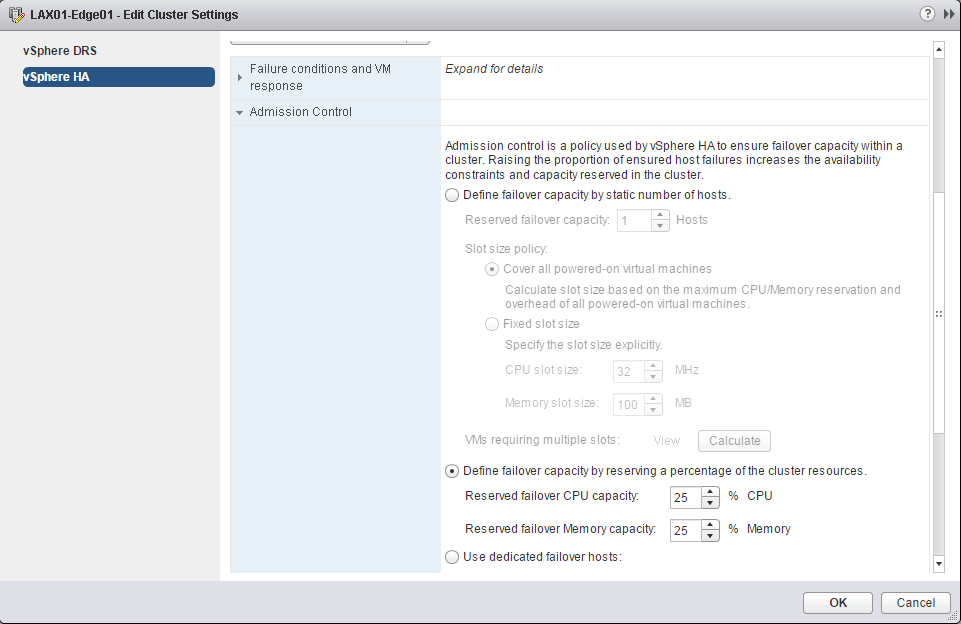 LAX01-Edge01 - Edit Cluster Settings
?
vSphere DRS
vSphere HA
Failure conditions and VM
response
Expand for details
Admission Control
Admission control is a policy used by vSphere HA to ensure failover capacity within a
cluster. Raising the proportion of ensured host failures increases the availability
constraints and capacity reserved in the cluster.
Define failover capacity by static number of hosts.
Reserved failover capacity: 1 Hosts
Slot size policy:
Cover all powered-on virtual machines
Calculate slot size based on the maximum CPU/Memory reservation and
overhead of all powered-on virtual machines.
Fixed slot size
Specify the slot size explicitly.
CPU slot size: 32 MHz
Memory slot size: 100 MB
VMs requiring multiple slots: View Calculate
Define failover capacity by reserving a percentage of the cluster resources.
Reserved failover CPU capacity: 25 % CPU
Reserved failover Memory capacity: 25 % Memory
Use dedicated failover hosts:
OK Cancel